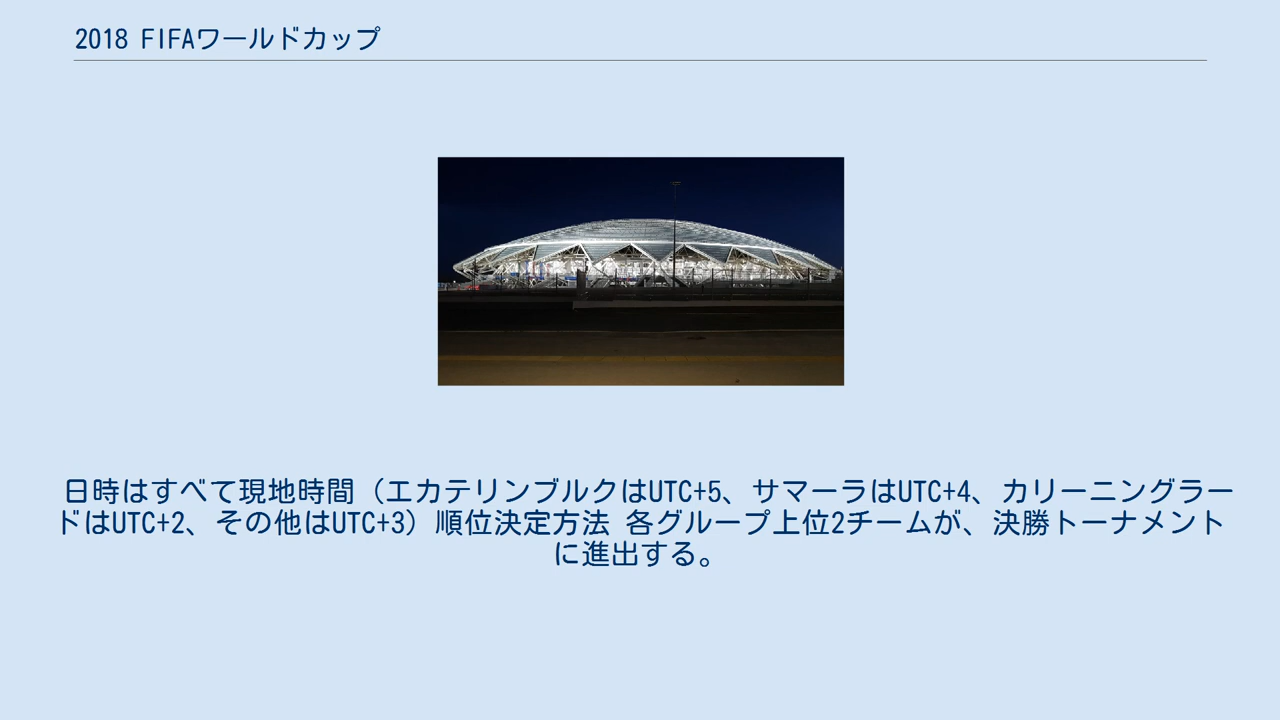 2018 FIFAワールドカップ
日時はすべて現地時間（エカテリンブルクはUTC+5、サマーラはUTC+4、カリーニングラー
ドはUTC+2、その他はUTC+3）順位決定方法 各グループ上位2チームが、決勝トーナメント
に進出する。